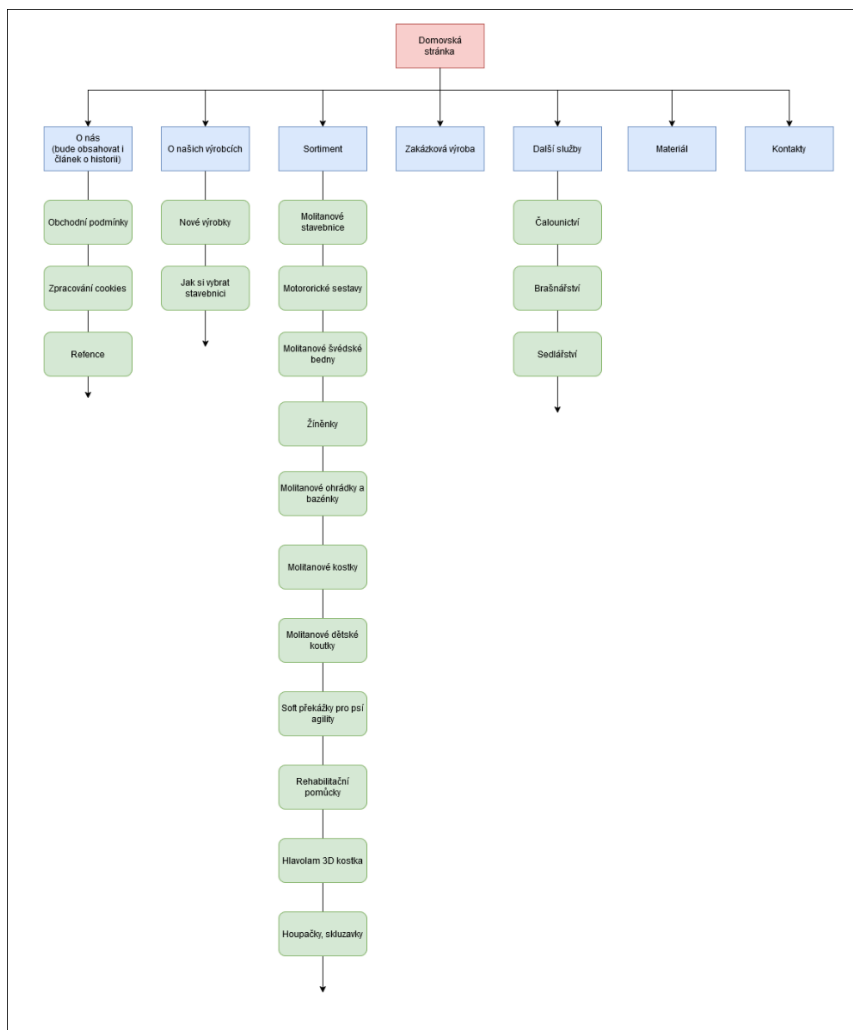 Domovská
stránka
O nás
(bude obsahovat i
článek o historii)
O našich výrobcích
Sortiment
Zakázková výroba
Další služby
Materiál
Kontakty
Obchodní podmínky
Zpracování cookies
Refence
Nové výrobky
Jak si vybrat
stavebnici
Molitanové
stavebnice
Motororické sestavy
Molitanové švédské
bedny
Žíněnky
Molitanové ohrádky a
bazénky
Molitanové kostky
Molitanové dětské
koutky
Soft překážky pro psí
agility
Rehabilitační
pomůcky
Hlavolam 3D kostka
Houpačky, skluzavky
Čalounictví
Brašnářství
Sedlářství